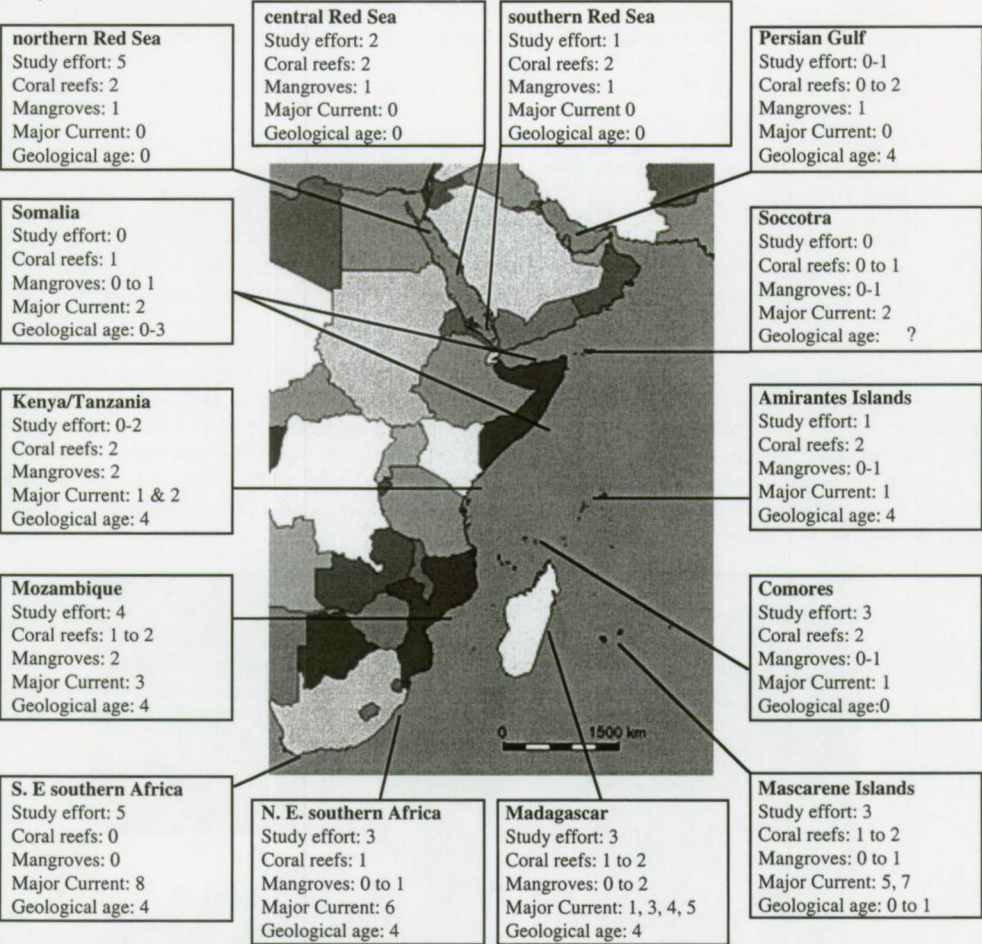 northern Red Sea
Study effort: 5
Coral reefs: 2
Mangroves: 1
Major Current: 0
Geological age: 0
central Red Sea
Study effort: 2
Coral reefs: 2
Mangroves: 1
Major Current: 0
Geological age: 0
southern Red Sea
Study effort: 1
Coral reefs: 2
Mangroves: 1
Major Current 0
Geological age: 0
Persian Gulf
Study effort: 0-1
Coral reefs: 0 to 2
Mangroves: 1
Major Current: 0
Geological age: 4
Somalia
Study effort: 0
Coral reefs: 1
Mangroves: 0 to 1
Major Current: 2
Geological age: 0-3
Soccotra
Study effort: 0
Coral reefs: 0 to 1
Mangroves: 0-1
Major Current: 2
Geological age: ?
Kenya/Tanzania
Study effort: 0-2
Coral reefs: 2
Mangroves: 2
Major Current: 1 & 2
Geological age: 4
Amirantes Islands
Study effort: 1
Coral reefs: 2
Mangroves: 0-1
Major Current: 1
Geological age: 4
Mozambique
Study effort: 4
Coral reefs: 1 to 2
Mangroves: 2
Major Current: 3
Geological age: 4
Comores
Study effort: 3
Coral reefs: 2
Mangroves: 0-1
Major Current: 1
Geological age:0
0 1500 km
S. E southern Africa
Study effort: 5
Coral reefs: 0
Mangroves: 0
Major Current: 8
Geological age: 4
N. E. southern Africa
Study effort: 3
Coral reefs: 1
Mangroves: 0 to 1
Major Current: 6
Geological age: 4
Madagascar
Study effort: 3
Coral reefs: 1 to 2
Mangroves: 0 to 2
Major Current: 1, 3, 4, 5
Geological age: 4
Mascarene Islands
Study effort: 3
Coral reefs: 1 to 2
Mangroves: 0 to 1
Major Current: 5, 7
Geological age: 0 to 1